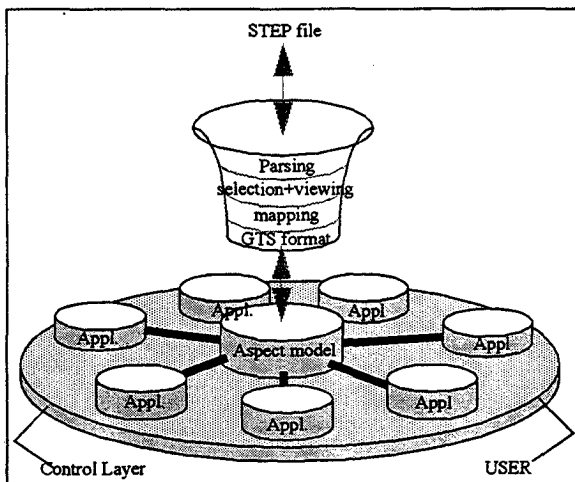 STEP file
Parsing
selection+viewing
mapping
GTS format
Appl.
Appl
Appl.
Aspect model
Appl
Appl.
Appl.
Appl.
Control Layer
USER